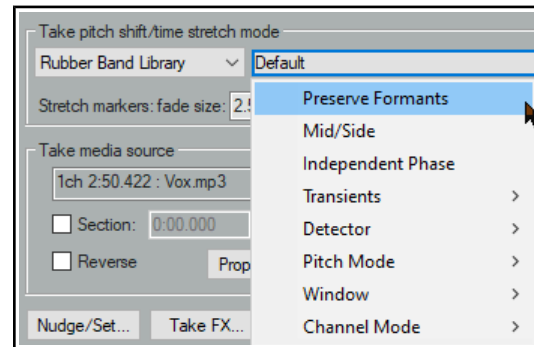 Take pitch shift/time stretch mode
Rubber Band Library Default
Stretch markers: fade size:
Preserve Formants
Mid/Side
Independent Phase
Transients
Detector
Pitch Mode
Window
Channel Mode
Take media source
1ch 2:50.422 : Vox.mp3
Section: 0:00.000
Reverse
Nudge/Set... Take FX...